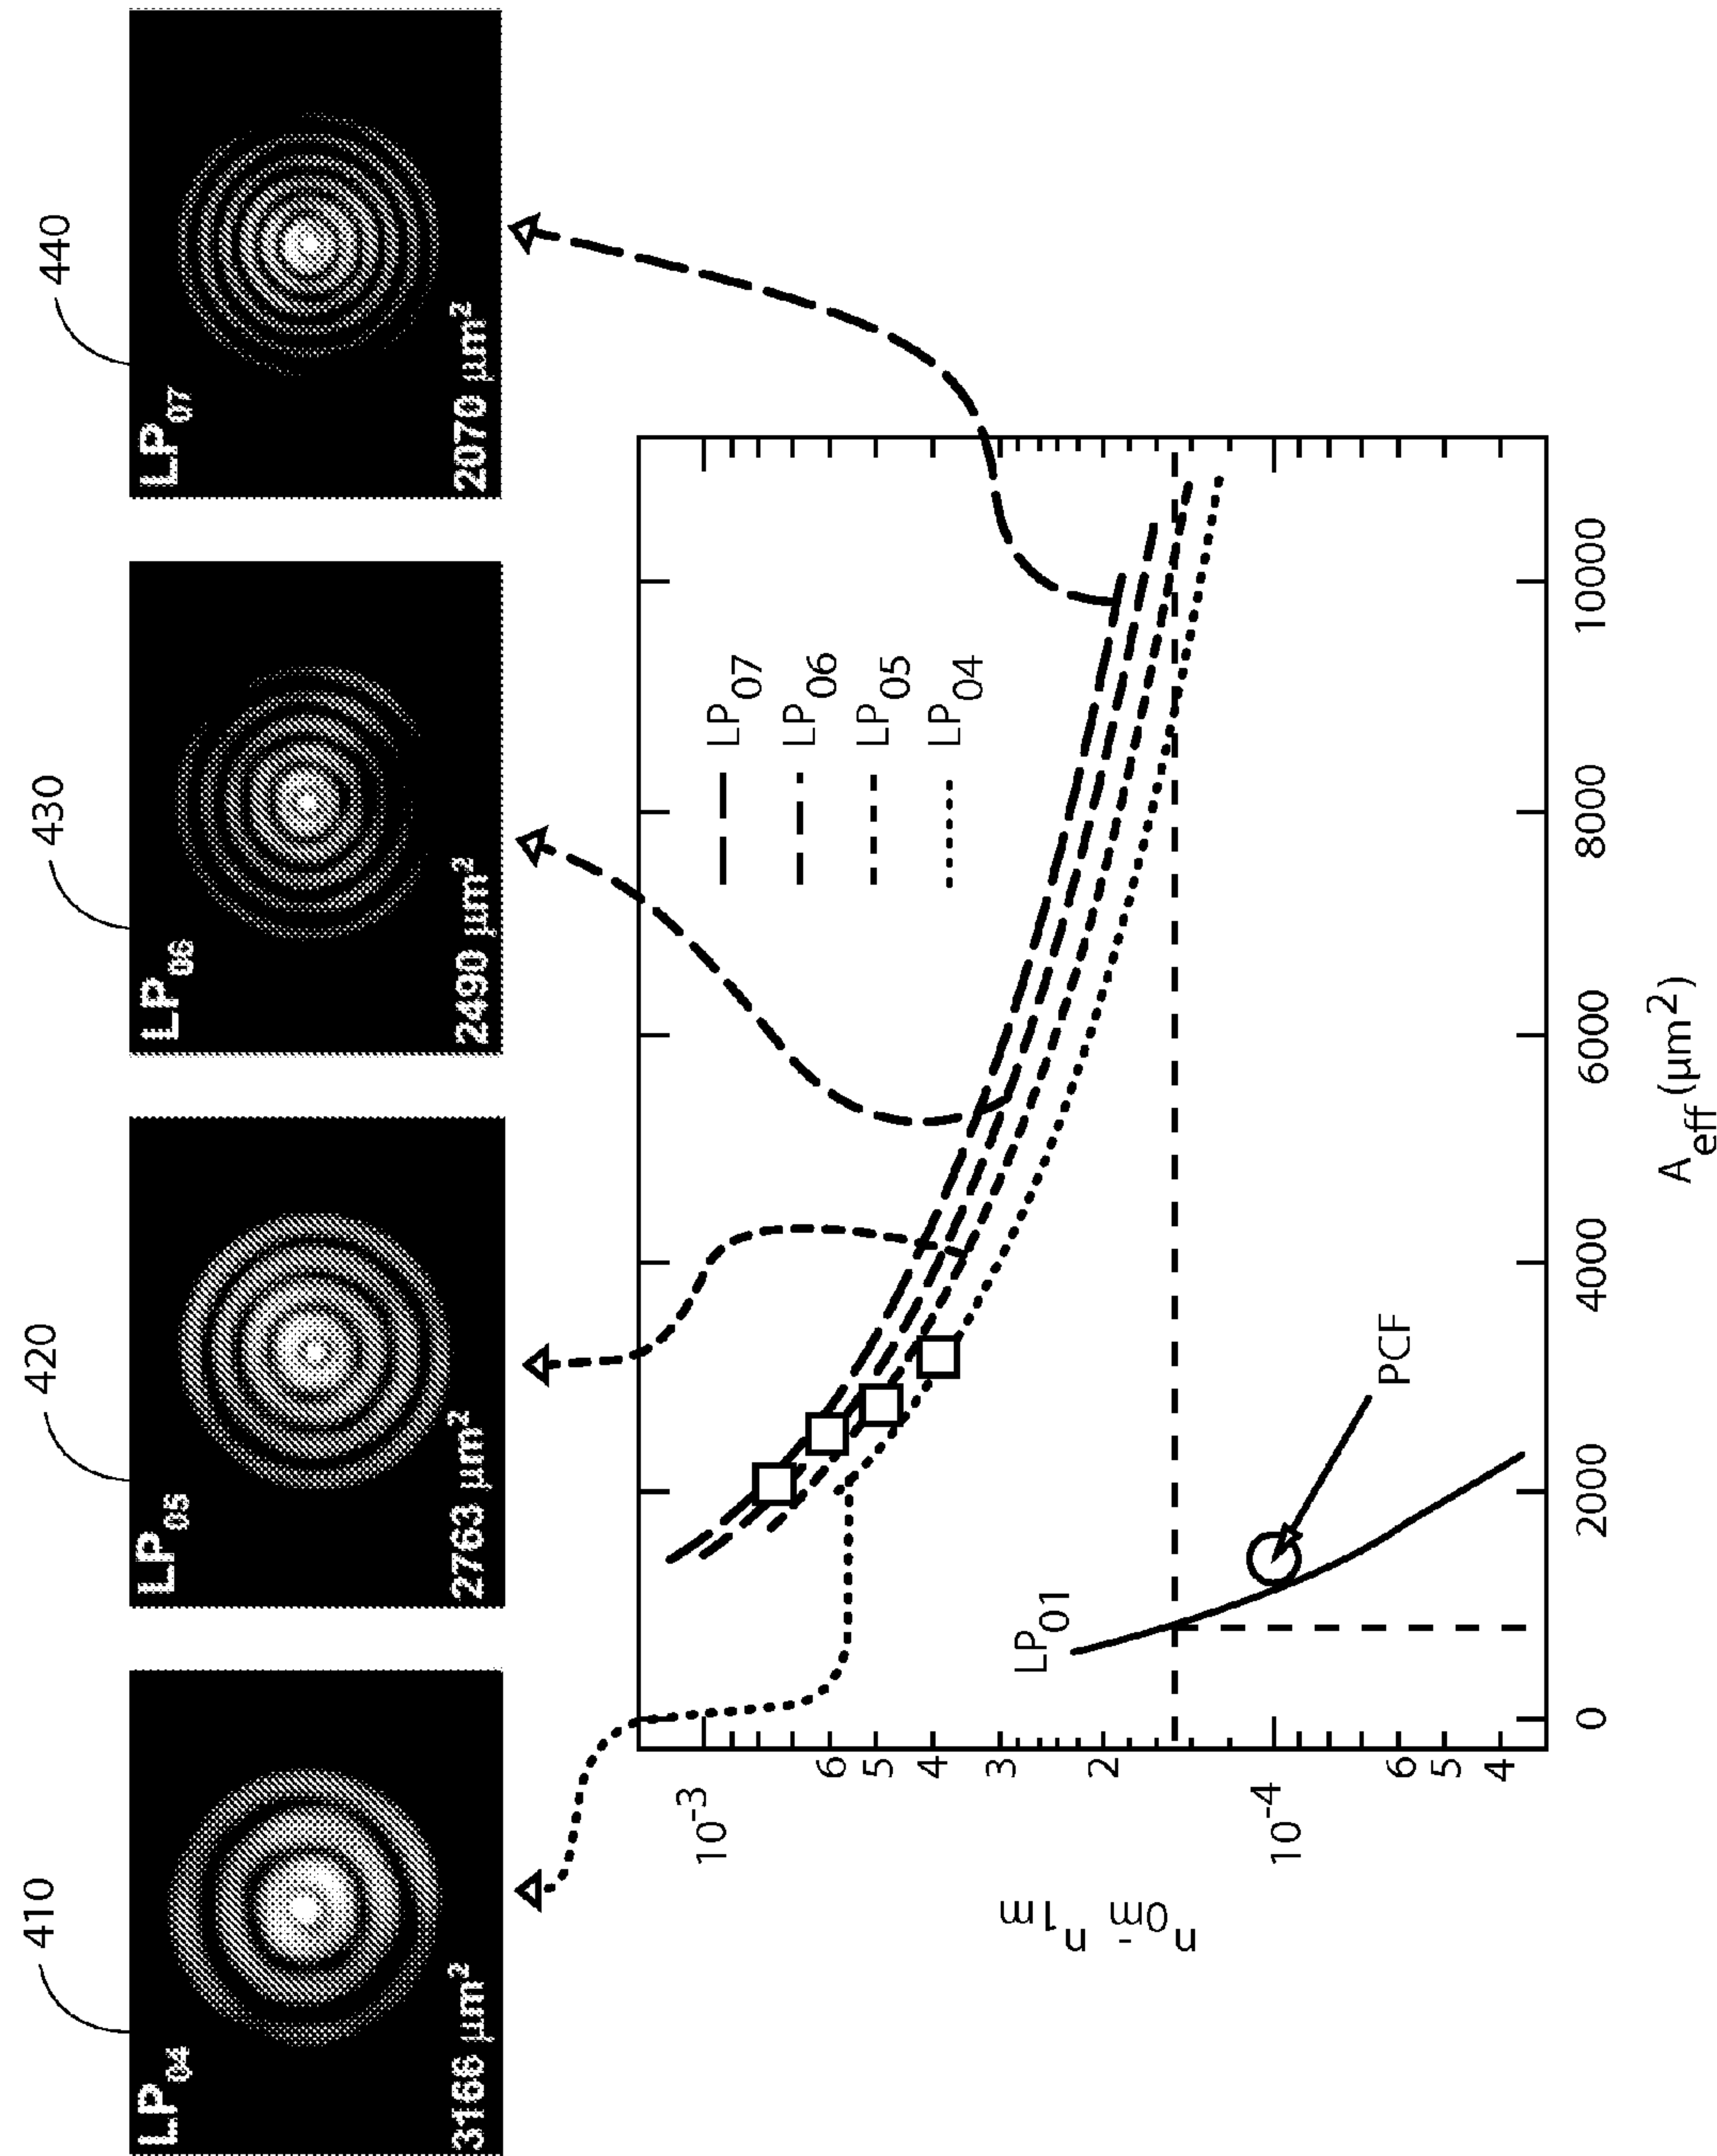 410
420
430
440
LP04
LP05
LP06
LP07
3168 μm²
2763 μm²
2490 μm²
2070 μm²
10-3
6
5
4
3
2
10-4
6
5
4
n0m- n1m
LP07
LP06
LP05
LP04
LP01
PCF
0
2000
4000
6000
8000
10000
Aeff (μm²)